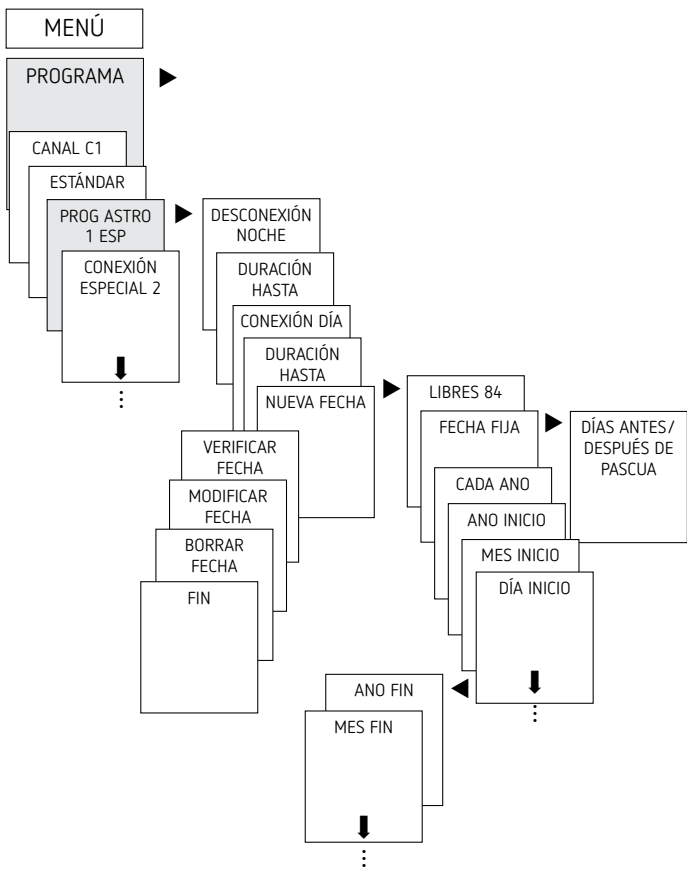 MENÚ
PROGRAMA
CANAL C1
ESTÁNDAR
PROG ASTRO
1 ESP
CONEXIÓN
ESPECIAL 2
DESCONEXIÓN
NOCHE
DURACIÓN
HASTA
CONEXIÓN DÍA
DURACIÓN
HASTA
NUEVA FECHA
VERIFICAR
FECHA
MODIFICAR
FECHA
BORRAR
FECHA
FIN
LIBRES 84
FECHA FIJA
DÍAS ANTES/
DESPUÉS DE
PASCUA
CADA ANO
ANO INICIO
MES INICIO
DÍA INICIO
ANO FIN
MES FIN